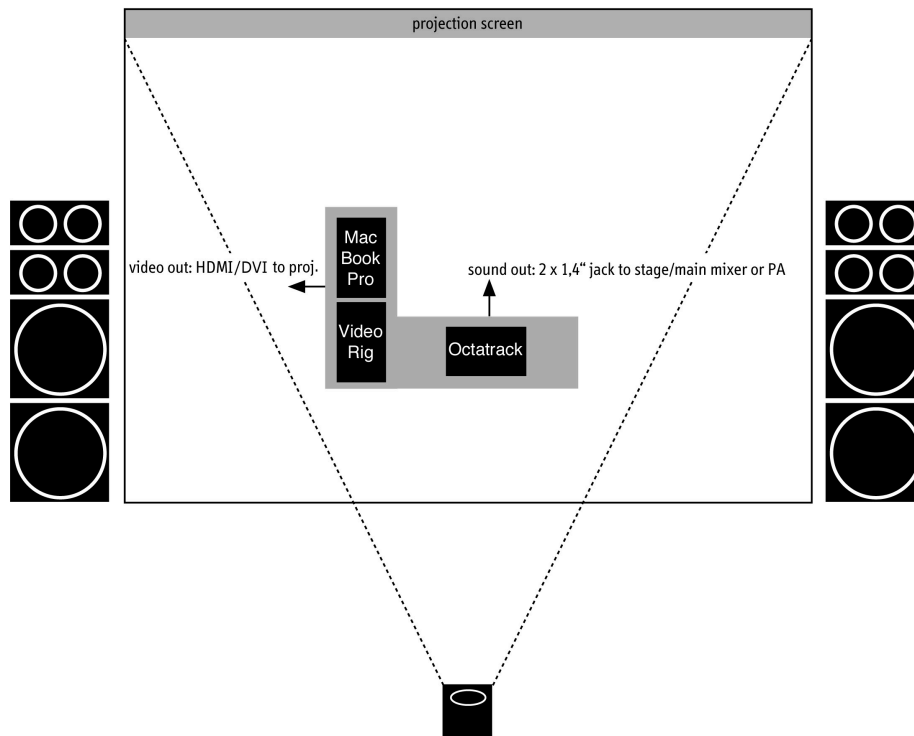 projection screen
Mac
Book
Pro
video out: HDMI/DVI to proj.
sound out: 2 x 1,4“ jack to stage/main mixer or PA
Video
Rig
Octatrack